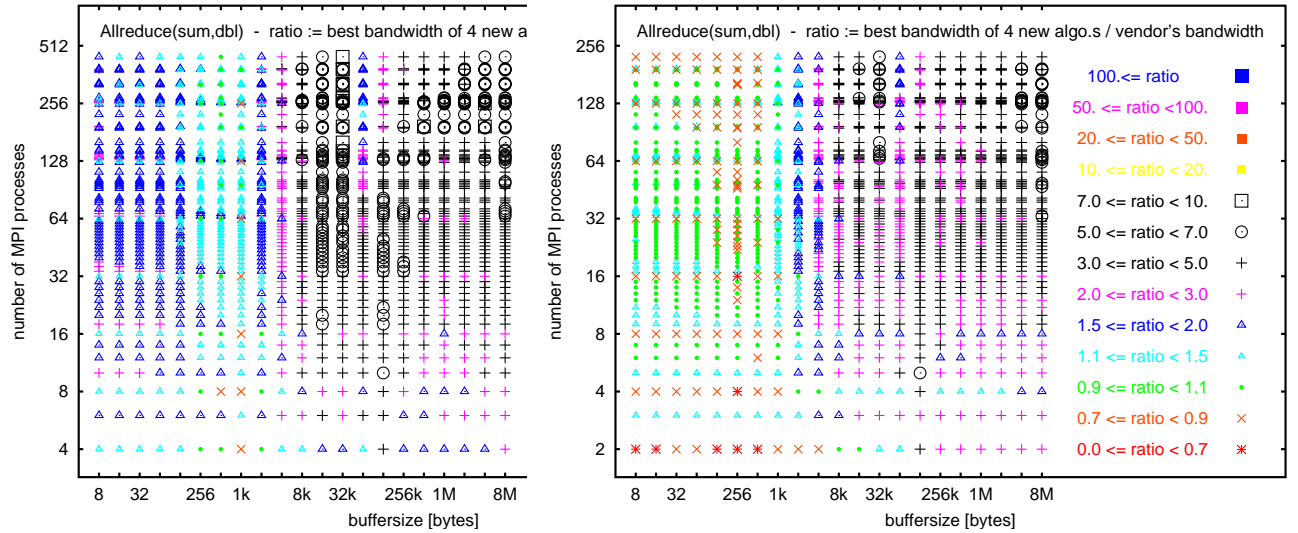 Allreduce(sum,dbl) - ratio := best bandwidth of 4 new a
512
256
128
64
32
16
8
4
number of MPI processes
8 32 256 1k 8k 32k 256k 1M 8M
buffersize [bytes]
Allreduce(sum,dbl) - ratio := best bandwidth of 4 new algo.s / vendor's bandwidth
256
128
64
32
16
8
4
2
number of MPI processes
8 32 256 1k 8k 32k 256k 1M 8M
buffersize [bytes]
100.<= ratio
50. <= ratio <100.
20. <= ratio < 50.
10. <= ratio < 20.
7.0 <= ratio < 10.
5.0 <= ratio < 7.0
3.0 <= ratio < 5.0
2.0 <= ratio < 3.0
1.5 <= ratio < 2.0
1.1 <= ratio < 1.5
0.9 <= ratio < 1.1
0.7 <= ratio < 0.9
0.0 <= ratio < 0.7